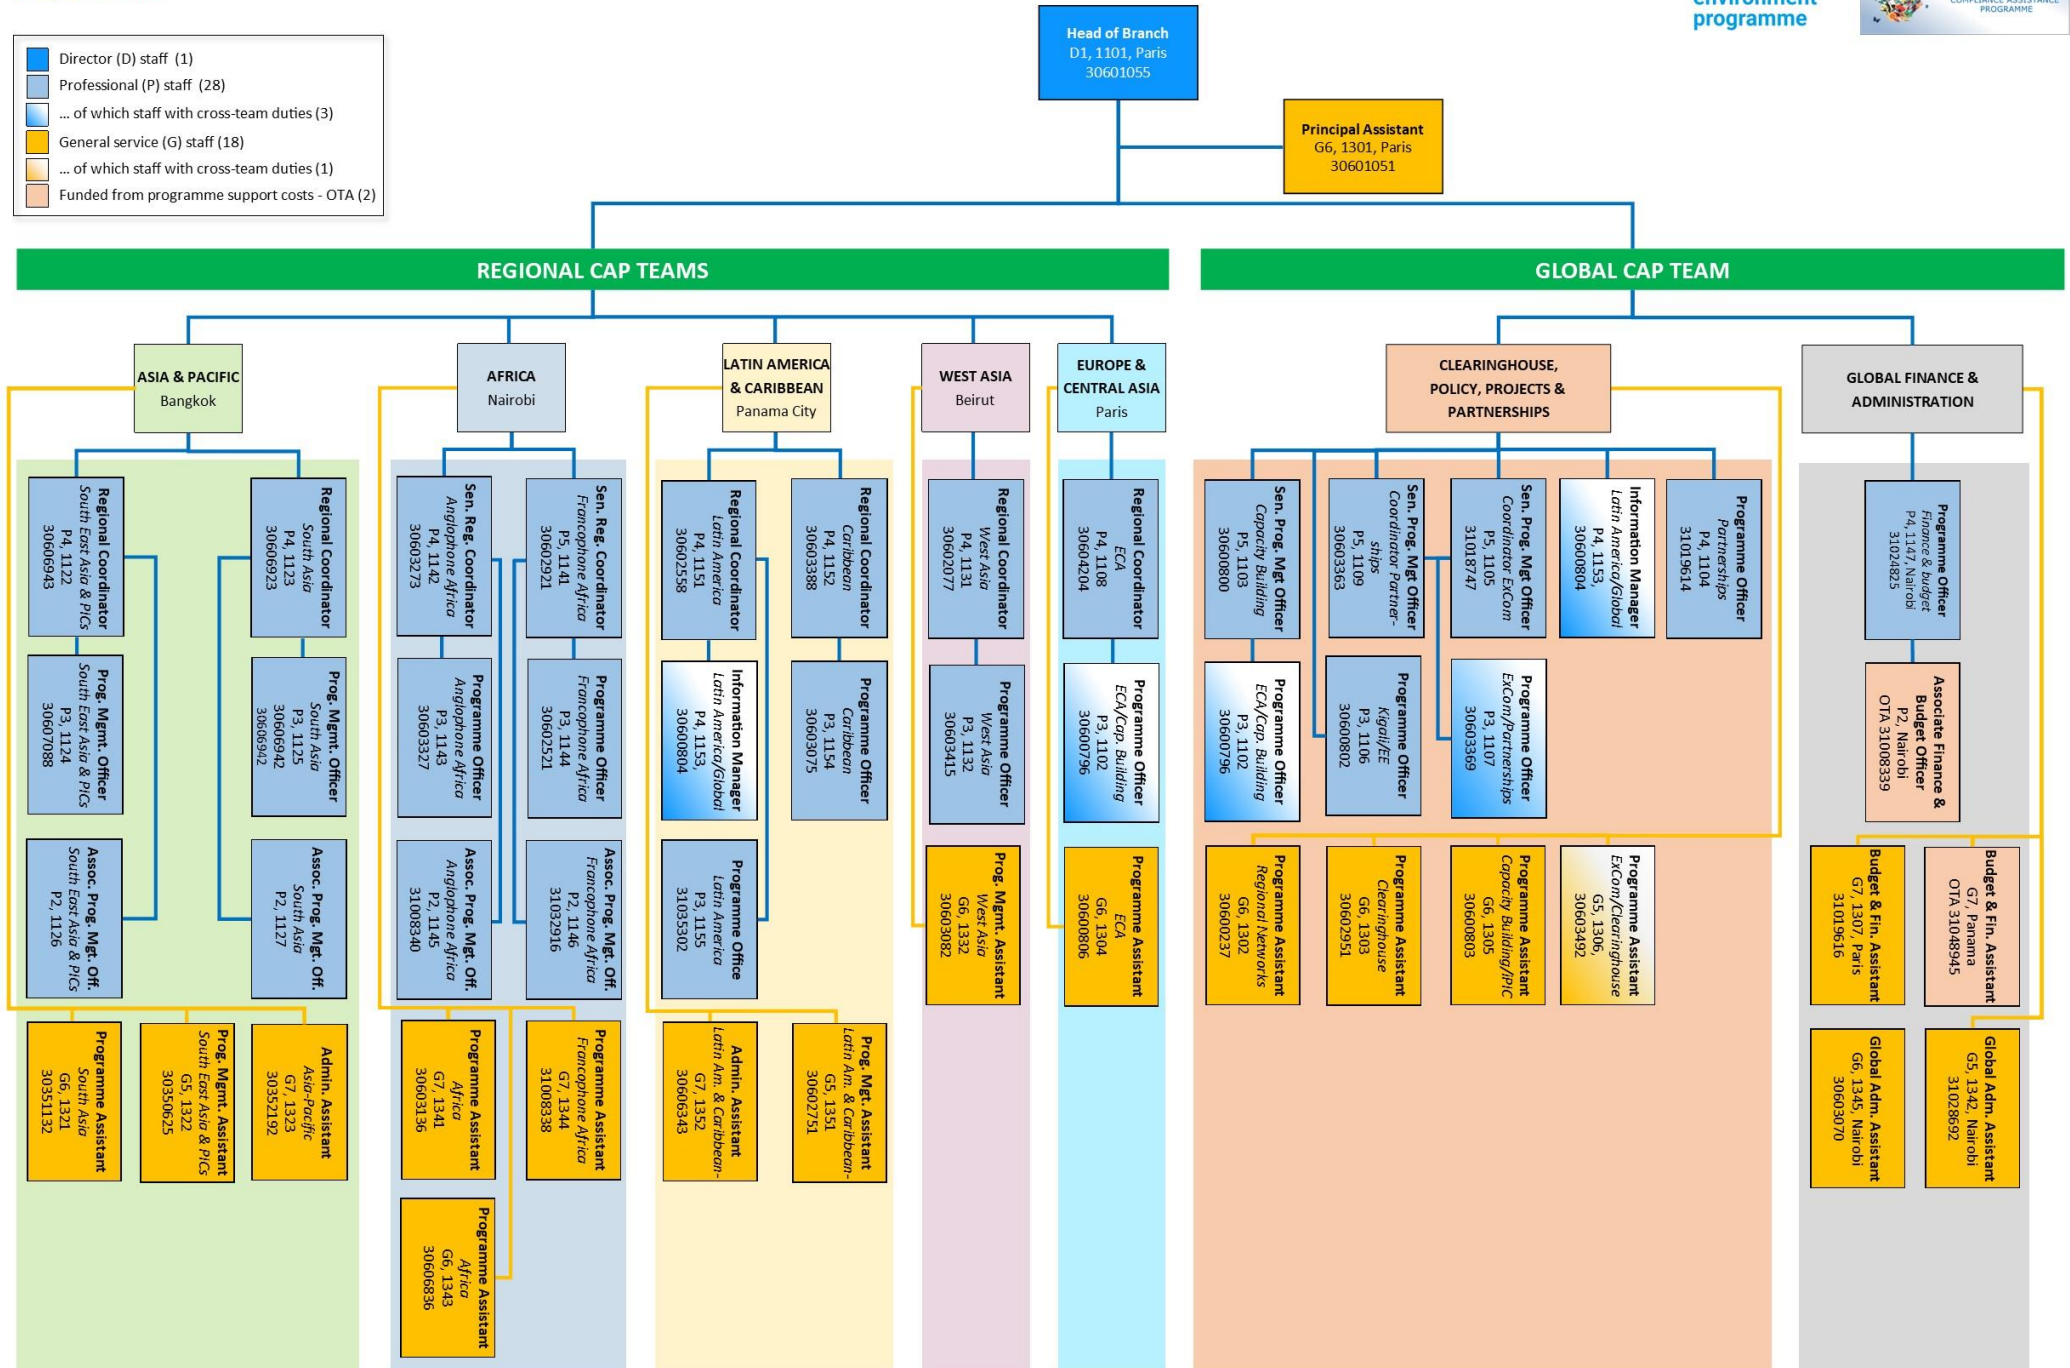 environment
programme
COMPLIANCE ASSISTANCE
PROGRAMME
Director (D) staff (1)
Professional (P) staff (28)
... of which staff with cross-team duties (3)
General service (G) staff (18)
... of which staff with cross-team duties (1)
Funded from programme support costs - OTA (2)
Head of Branch
D1, 1101, Paris
30601055
Principal Assistant
G6, 1301, Paris
30601051
REGIONAL CAP TEAMS
GLOBAL CAP TEAM
ASIA & PACIFIC
Bangkok
AFRICA
Nairobi
LATIN AMERICA
& CARIBBEAN
Panama City
WEST ASIA
Beirut
EUROPE &
CENTRAL ASIA
Paris
CLEARINGHOUSE,
POLICY, PROJECTS &
PARTNERSHIPS
GLOBAL FINANCE &
ADMINISTRATION
Regional Coordinator
South East Asia & PICs
P4, 1122
30606943
Regional Coordinator
South Asia
P4, 1123
30606923
Prog. Mgmt. Officer
South East Asia & PICs
P3, 1124
30607088
Prog. Mgmt. Officer
South Asia
P3, 1125
30606942
30606942
Assoc. Prog. Mgt. Off.
South East Asia & PICs
P2, 1126
Assoc. Prog. Mgt. Off.
South Asia
P2, 1127
Programme Assistant
South Asia
G6, 1321
30351132
Prog. Mgmt. Assistant
South East Asia & PICs
G5, 1322
30350625
Admin. Assistant
Asia-Pacific
G7, 1323
30352192
Sen. Reg. Coordinator
Anglophone Africa
P4, 1142
30603273
Sen. Reg. Coordinator
Francophone Africa
P5, 1141
30602921
Programme Officer
Anglophone Africa
P3, 1143
30603327
Programme Officer
Francophone Africa
P3, 1144
30602521
Assoc. Prog. Mgt. Off.
Anglophone Africa
P2, 1145
31008340
Assoc. Prog. Mgt. Off.
Francophone Africa
P2, 1146
31032916
Programme Assistant
Africa
G7, 1341
30603136
Programme Assistant
Francophone Africa
G7, 1344
31008338
Programme Assistant
Africa
G6, 1343
30606836
Regional Coordinator
Latin America
P4, 1151
30602558
Regional Coordinator
Caribbean
P4, 1152
30603388
Information Manager
Latin America/Global
P4, 1153,
30600804
Programme Officer
Caribbean
P3, 1154
30603075
Programme Office
Latin America
P3, 1155
31035302
Admin. Assistant
Latin Am. & Caribbean-
G7, 1352
30606343
Prog. Mgt. Assistant
Latin Am. & Caribbean-
G5, 1351
30602751
Regional Coordinator
West Asia
P4, 1131
30602077
Programme Officer
West Asia
P3, 1132
30603415
Prog. Mgmt. Assistant
West Asia
G6, 1332
30603082
Regional Coordinator
ECA
P4, 1108
30604204
Programme Officer
ECA/Cap. Building
P3, 1102
30600796
Programme Assistant
ECA
G6, 1304
30600806
Sen. Prog. Mgt Officer
Capacity Building
P5, 1103
30600800
Sen. Prog. Mgt Officer
Coordinator Partner-
ships
P5, 1109
30603363
Sen. Prog. Mgt Officer
Coordinator ExCom
P5, 1105
31018747
Information Manager
Latin America/Global
P4, 1153,
30600804
Programme Officer
Partnerships
P4, 1104
31019614
Programme Officer
ECA/Cap. Building
P3, 1102
30600796
Programme Officer
Kigali/EE
P3, 1106
30600802
Programme Officer
ExCom/Partnerships
P3, 1107
30603369
Programme Assistant
Regional Networks
G6, 1302
30600237
Programme Assistant
Clearinghouse
G6, 1303
30602951
Programme Assistant
Capacity Building/iPIC
G6, 1305
30600803
Programme Assistant
ExCom/Clearinghouse
G5, 1306,
30603492
Programme Officer
Finance & budget
P4, 1147, Nairobi
31024825
Associate Finance &
Budget Officer
P2, Nairobi
OTA 31008339
Budget & Fin. Assistant
G7, 1307, Paris
31019616
Budget & Fin. Assistant
G7, Panama
OTA 31048945
Global Adm. Assistant
G6, 1345, Nairobi
30603070
Global Adm. Assistant
G5, 1342, Nairobi
31028692